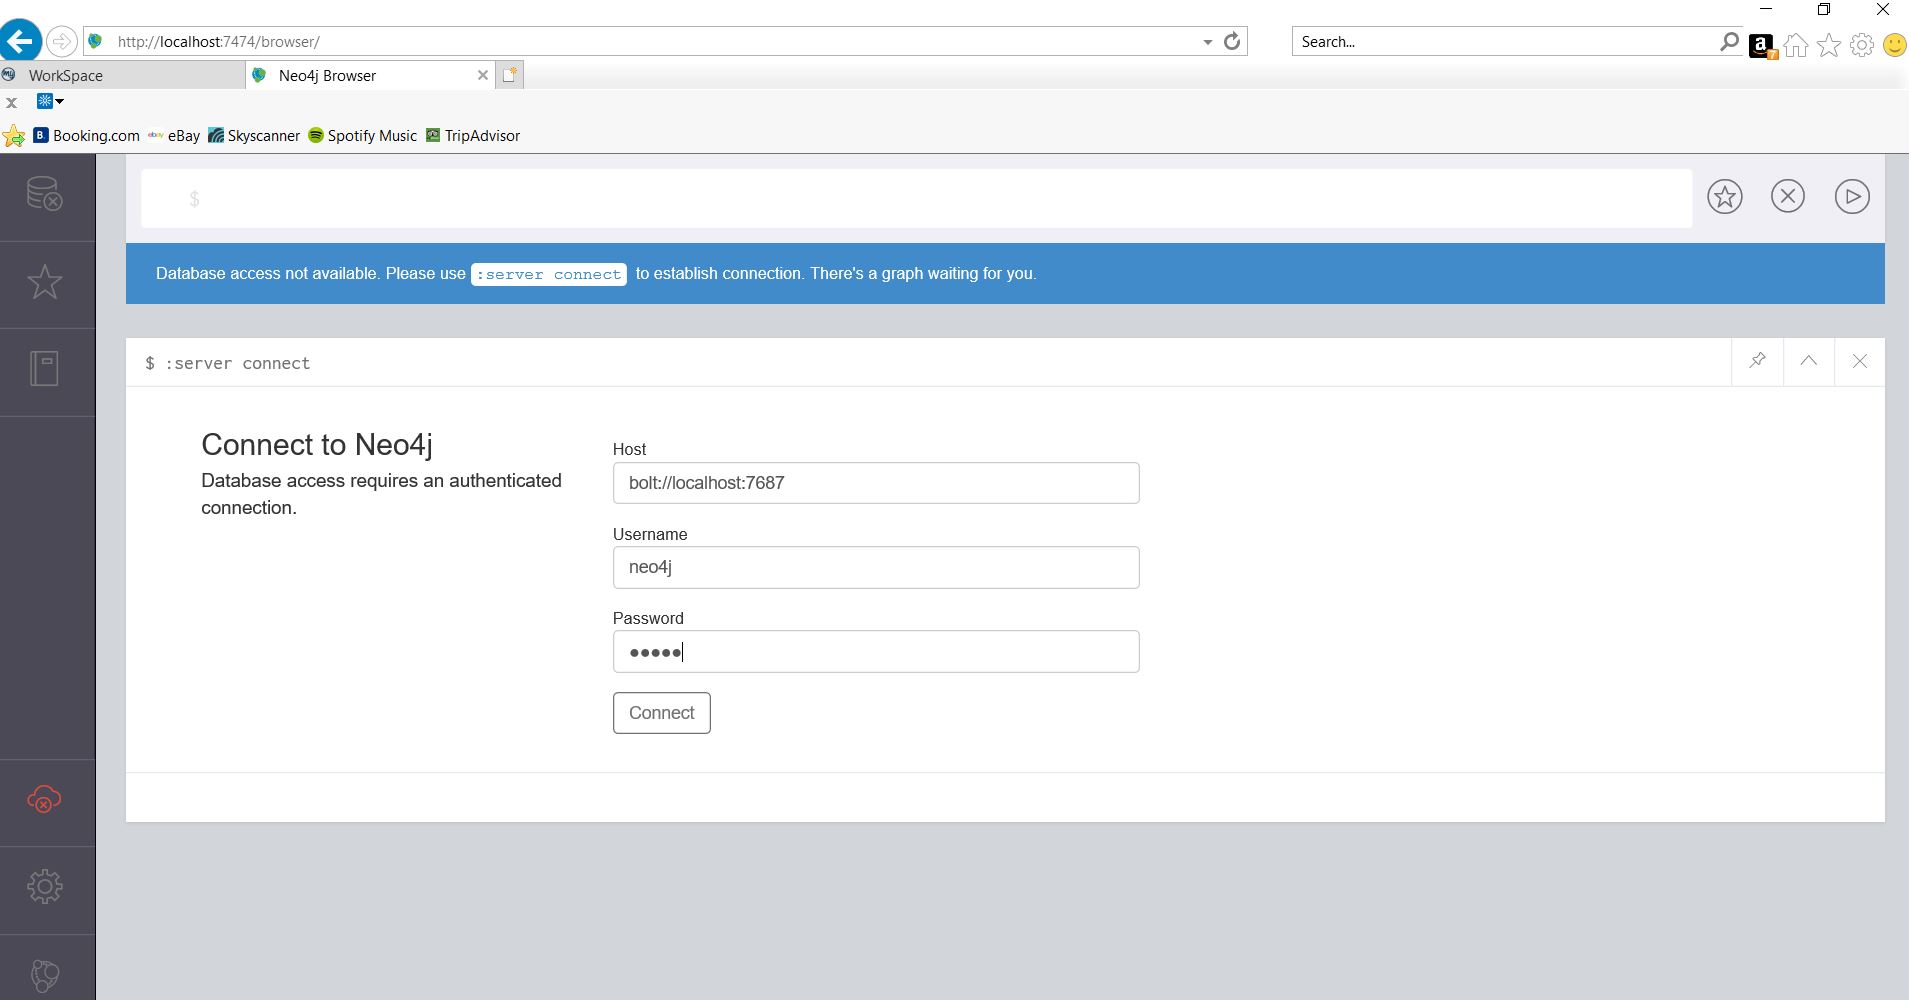 http://localhost:7474/browser/
Search...
WorkSpace
Neo4j Browser
Booking.com eBay Skyscanner Spotify Music TripAdvisor
$
Database access not available. Please use :server connect to establish connection. There's a graph waiting for you.
$ :server connect
Connect to Neo4j
Database access requires an authenticated
connection.
Host
bolt://localhost:7687
Username
neo4j
Password
•••••
Connect